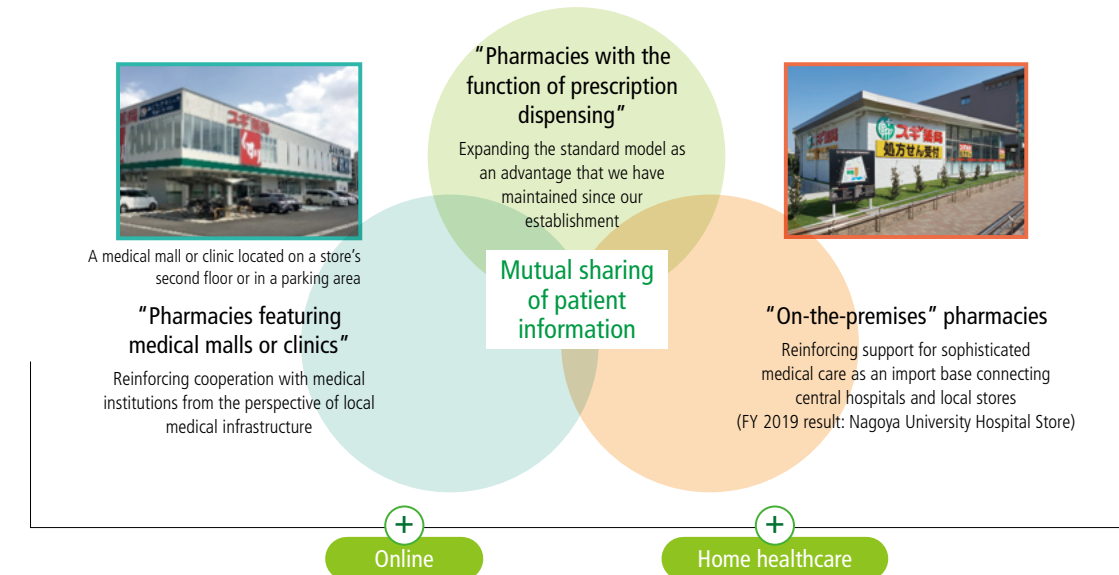 "Pharmacies with the
function of prescription
dispensing"
Expanding the standard model as
an advantage that we have
maintained since our
establishment
スギ薬局
スギ薬局
処方せん受付
A medical mall or clinic located on a store's
second floor or in a parking area
"Pharmacies featuring
medical malls or clinics"
Reinforcing cooperation with medical
institutions from the perspective of local
medical infrastructure
Mutual sharing
of patient
information
"On-the-premises" pharmacies
Reinforcing support for sophisticated
medical care as an import base connecting
central hospitals and local stores
(FY 2019 result: Nagoya University Hospital Store)
+
Online
+
Home healthcare